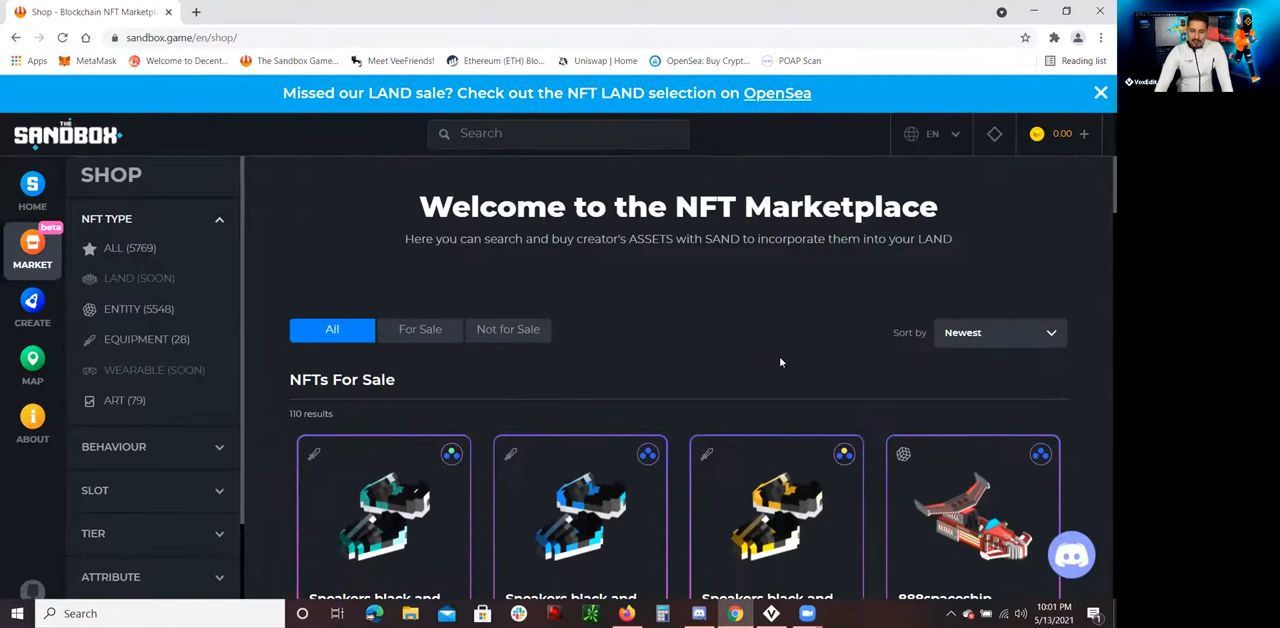 Shop - Blockchain NFT Marketpl
sandbox.game/en/shop/
Apps
MetaMask
Welcome to Decent...
The Sandbox Game...
Meet VeeFriends!
Ethereum (ETH) Blo...
Uniswap | Home
OpenSea: Buy Crypt...
POAP Scan
Reading list
VoxEdit
Missed our LAND sale? Check out the NFT LAND selection on OpenSea
THE SANDBOX
Search
EN
0.00
HOME
beta
MARKET
CREATE
MAP
ABOUT
SHOP
NFT TYPE
ALL (5769)
LAND (SOON)
ENTITY (5548)
EQUIPMENT (28)
WEARABLE (SOON)
ART (79)
BEHAVIOUR
SLOT
TIER
ATTRIBUTE
Welcome to the NFT Marketplace
Here you can search and buy creator's ASSETS with SAND to incorporate them into your LAND
All
For Sale
Not for Sale
Sort by
Newest
NFTs For Sale
110 results
Sneakers black and
Sneakers black and
Sneakers black and
888spaceship
Search
10:01 PM
5/13/2021